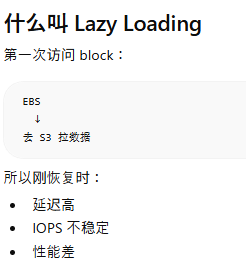 什么叫 Lazy Loading
第一次访问 block：
EBS
↓
去 S3 拉数据
所以刚恢复时：
• 延迟高
• IOPS 不稳定
• 性能差